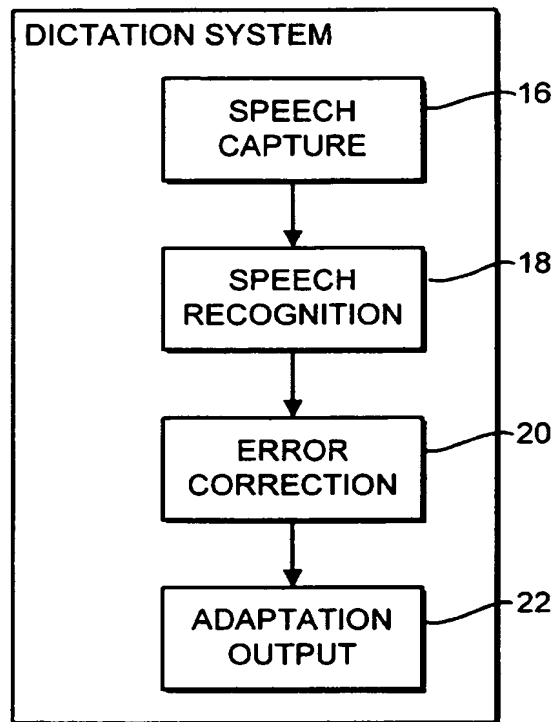 DICTATION SYSTEM
SPEECH
CAPTURE
16
SPEECH
RECOGNITION
18
ERROR
CORRECTION
20
ADAPTATION
OUTPUT
22